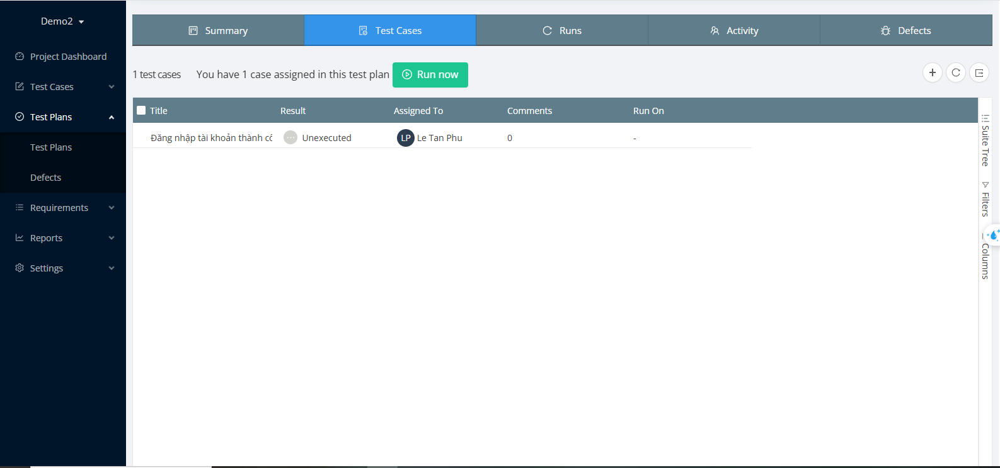 Demo2
Project Dashboard
Test Cases
Test Plans
Test Plans
Defects
Requirements
Reports
Settings
Summary
Test Cases
Runs
Activity
Defects
1 test cases
You have 1 case assigned in this test plan
Run now
Title
Result
Assigned To
Comments
Run On
Đăng nhập tài khoản thành cô
Unexecuted
LP
Le Tan Phu
0
-
Suite Tree
Filters
Columns